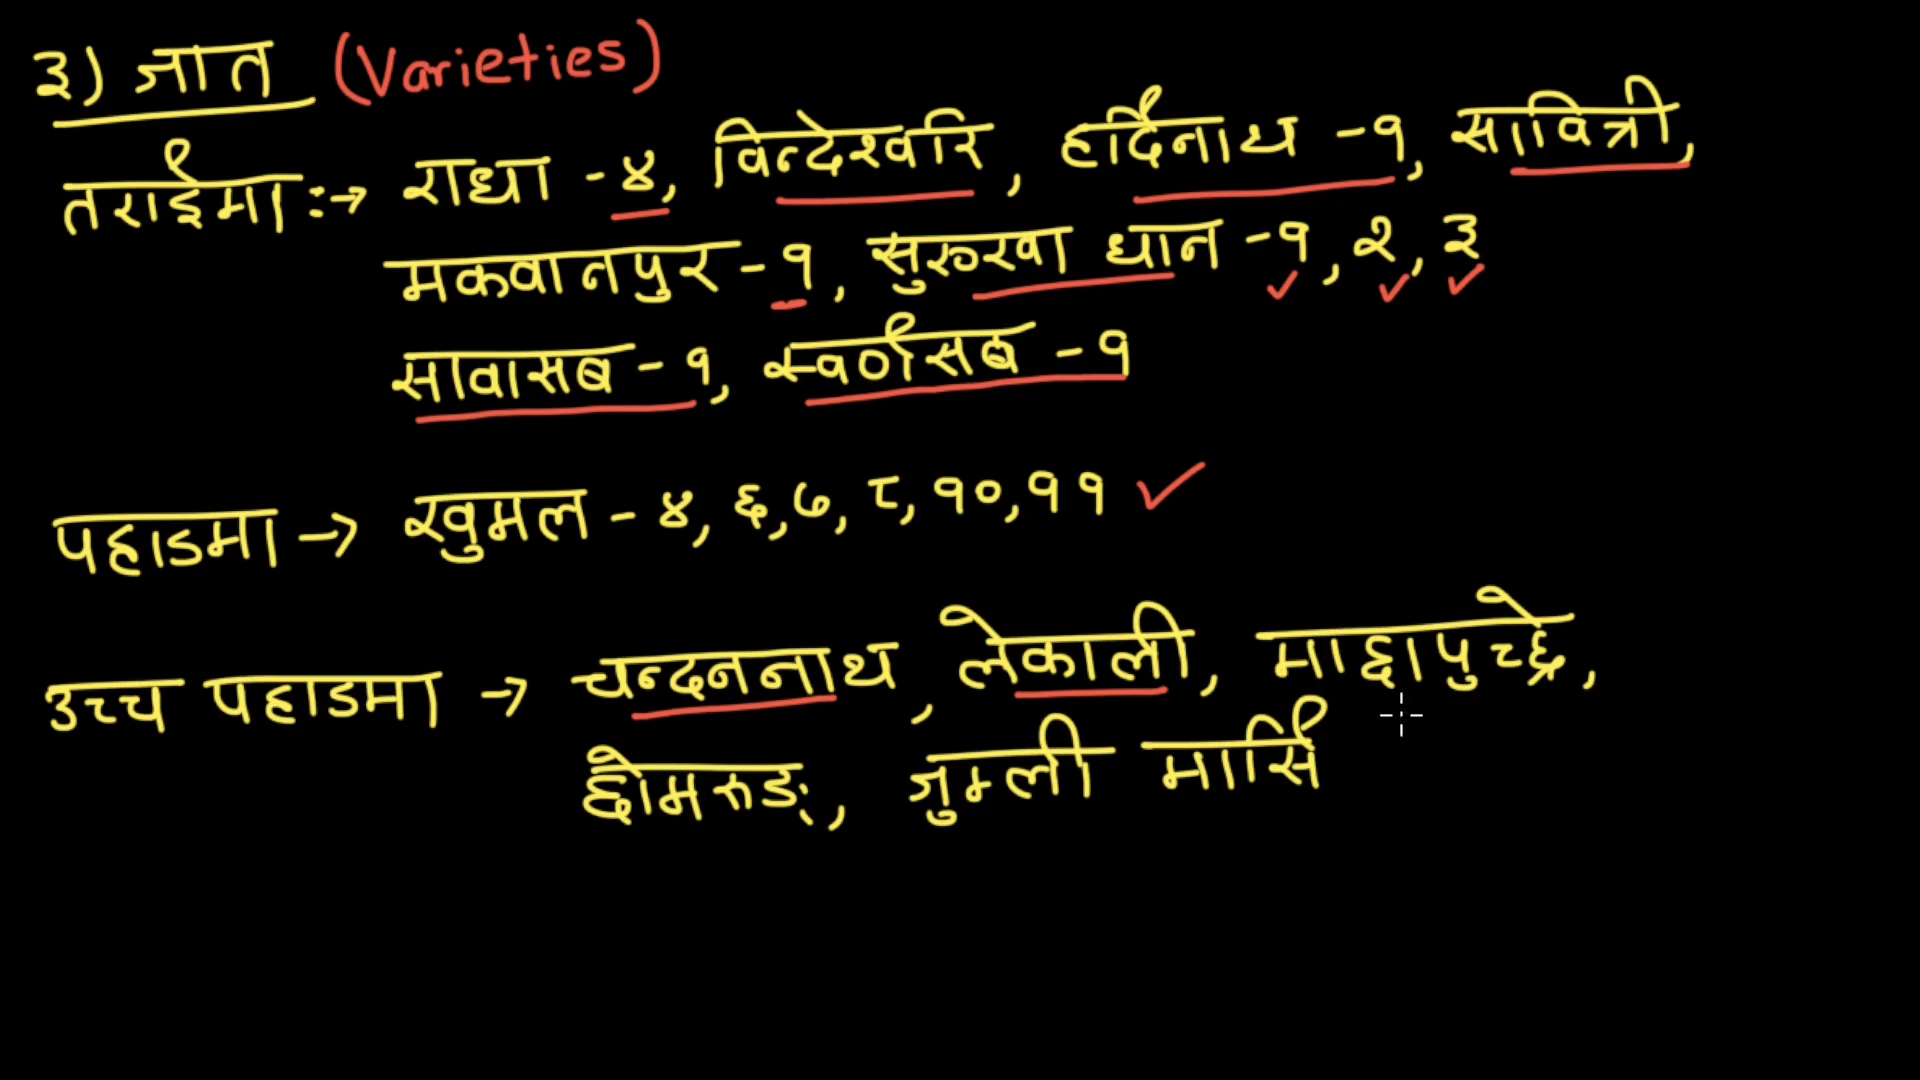 ३) जात (Varieties)
तराईमा :→ राधा -४, विन्देश्वरि, हर्दिनाथ -१, सावित्री,
मकवानपुर -१, सुख्खा धान -१, २, ३
सावासब -१, स्वर्णसब -१
पहाडमा → खुमल - ४, ६, ७, ८, १०, ११
उच्च पहाडमा → चन्दननाथ, लेकाली, माछापुच्छ्रे,
छोमरुङ, जुम्ली मार्सि